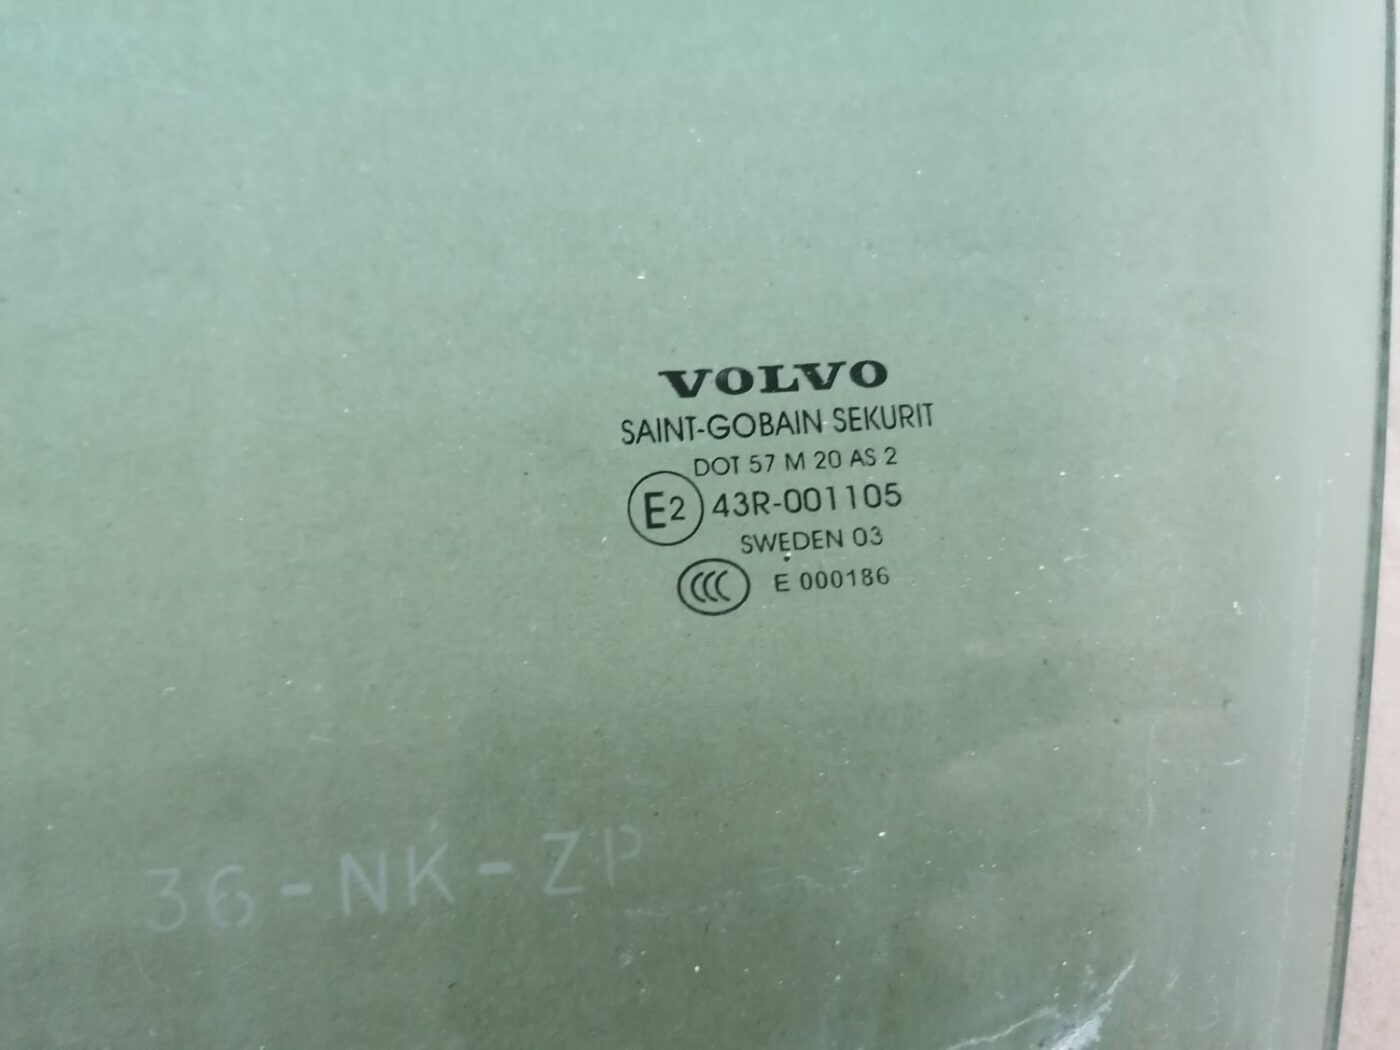 VOLVO
SAINT-GOBAIN SEKURIT
DOT 57 M 20 AS 2
E2 43R-001105
SWEDEN 03
CCC E 000186
36-NK-ZP